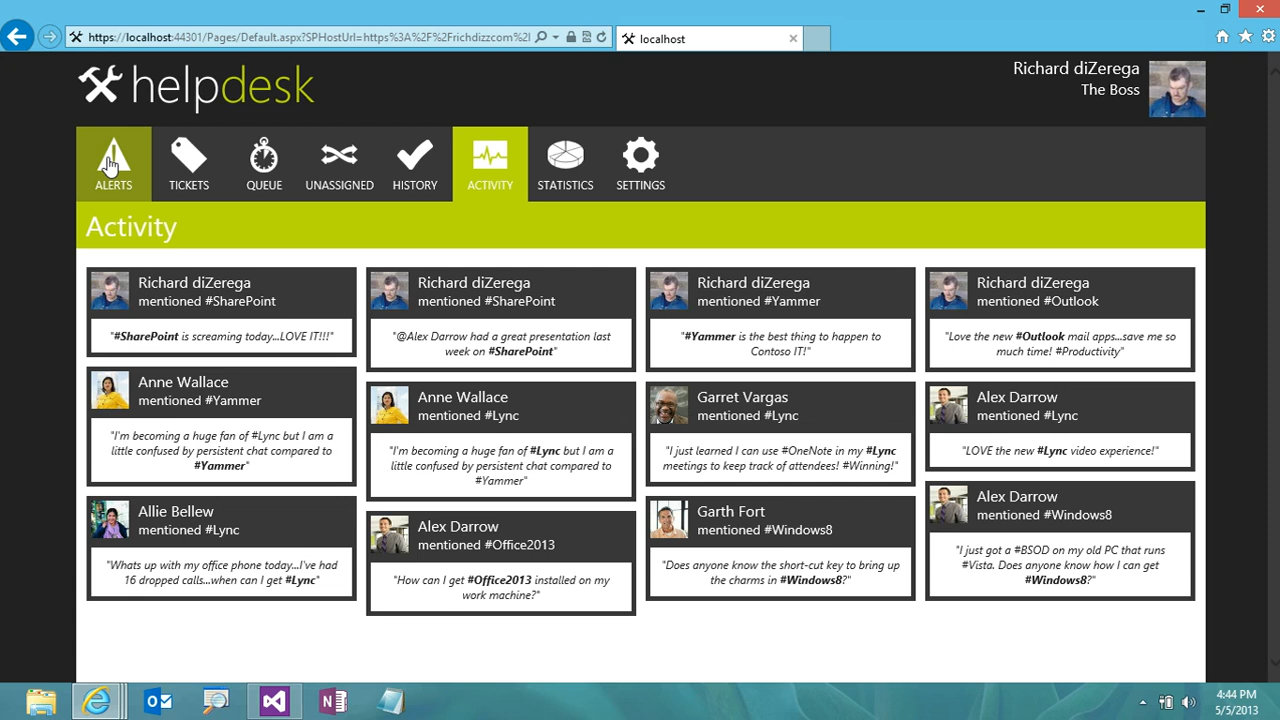 https://localhost:44301/Pages/Default.aspx?SPHostUrl=https%3A%2F%2Frichdizzcom%2
localhost
helpdesk
Richard diZerega
The Boss
ALERTS
TICKETS
QUEUE
UNASSIGNED
HISTORY
ACTIVITY
STATISTICS
SETTINGS
Activity
Richard diZerega
mentioned #SharePoint
"#SharePoint is screaming today...LOVE IT!!!"
Anne Wallace
mentioned #Yammer
"I'm becoming a huge fan of #Lync but I am a
little confused by persistent chat compared to
#Yammer"
Allie Bellew
mentioned #Lync
"Whats up with my office phone today...I've had
16 dropped calls...when can I get #Lync"
Richard diZerega
mentioned #SharePoint
"@Alex Darrow had a great presentation last
week on #SharePoint"
Anne Wallace
mentioned #Lync
"I'm becoming a huge fan of #Lync but I am a
little confused by persistent chat compared to
#Yammer"
Alex Darrow
mentioned #Office2013
"How can I get #Office2013 installed on my
work machine?"
Richard diZerega
mentioned #Yammer
"#Yammer is the best thing to happen to
Contoso IT!"
Garret Vargas
mentioned #Lync
"I just learned I can use #OneNote in my #Lync
meetings to keep track of attendees! #Winning!"
Garth Fort
mentioned #Windows8
"Does anyone know the short-cut key to bring up
the charms in #Windows8?"
Richard diZerega
mentioned #Outlook
"Love the new #Outlook mail apps...save me so
much time! #Productivity"
Alex Darrow
mentioned #Lync
"LOVE the new #Lync video experience!"
Alex Darrow
mentioned #Windows8
"I just got a #BSOD on my old PC that runs
#Vista. Does anyone know how I can get
#Windows8?"
4:44 PM
5/5/2013